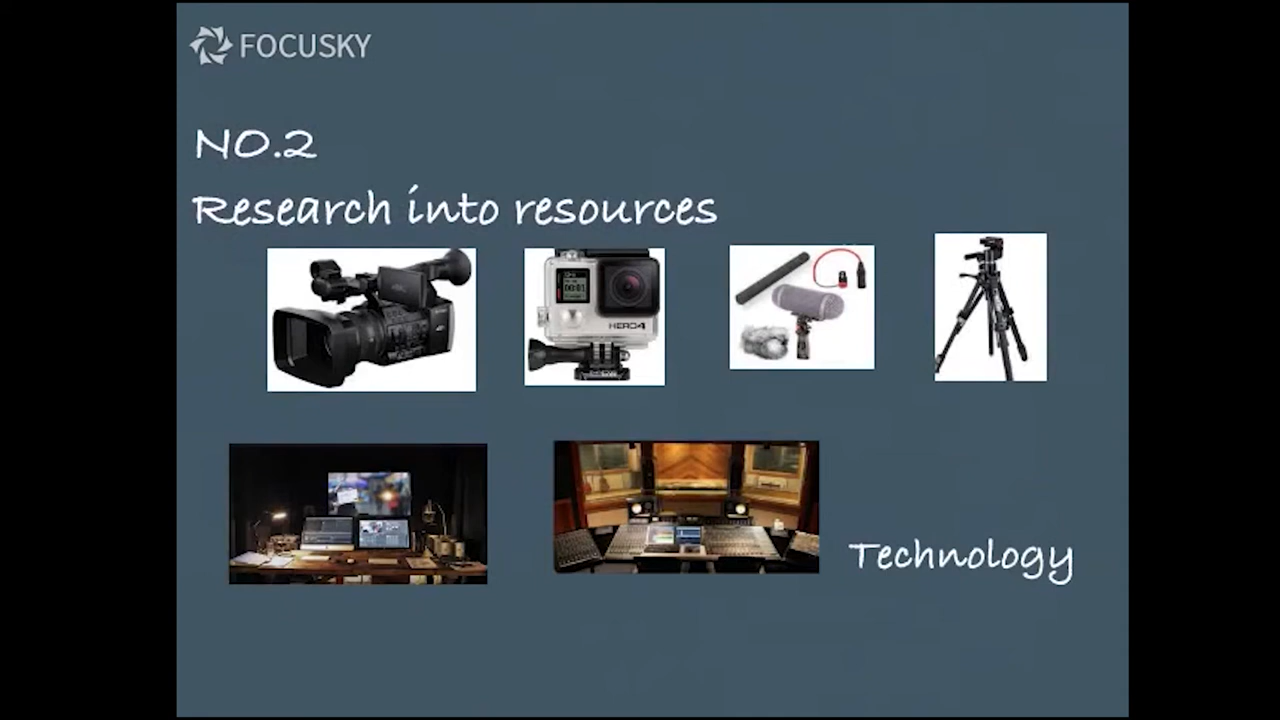 FOCUSKY
NO.2
Research into resources
HERO4
Technology